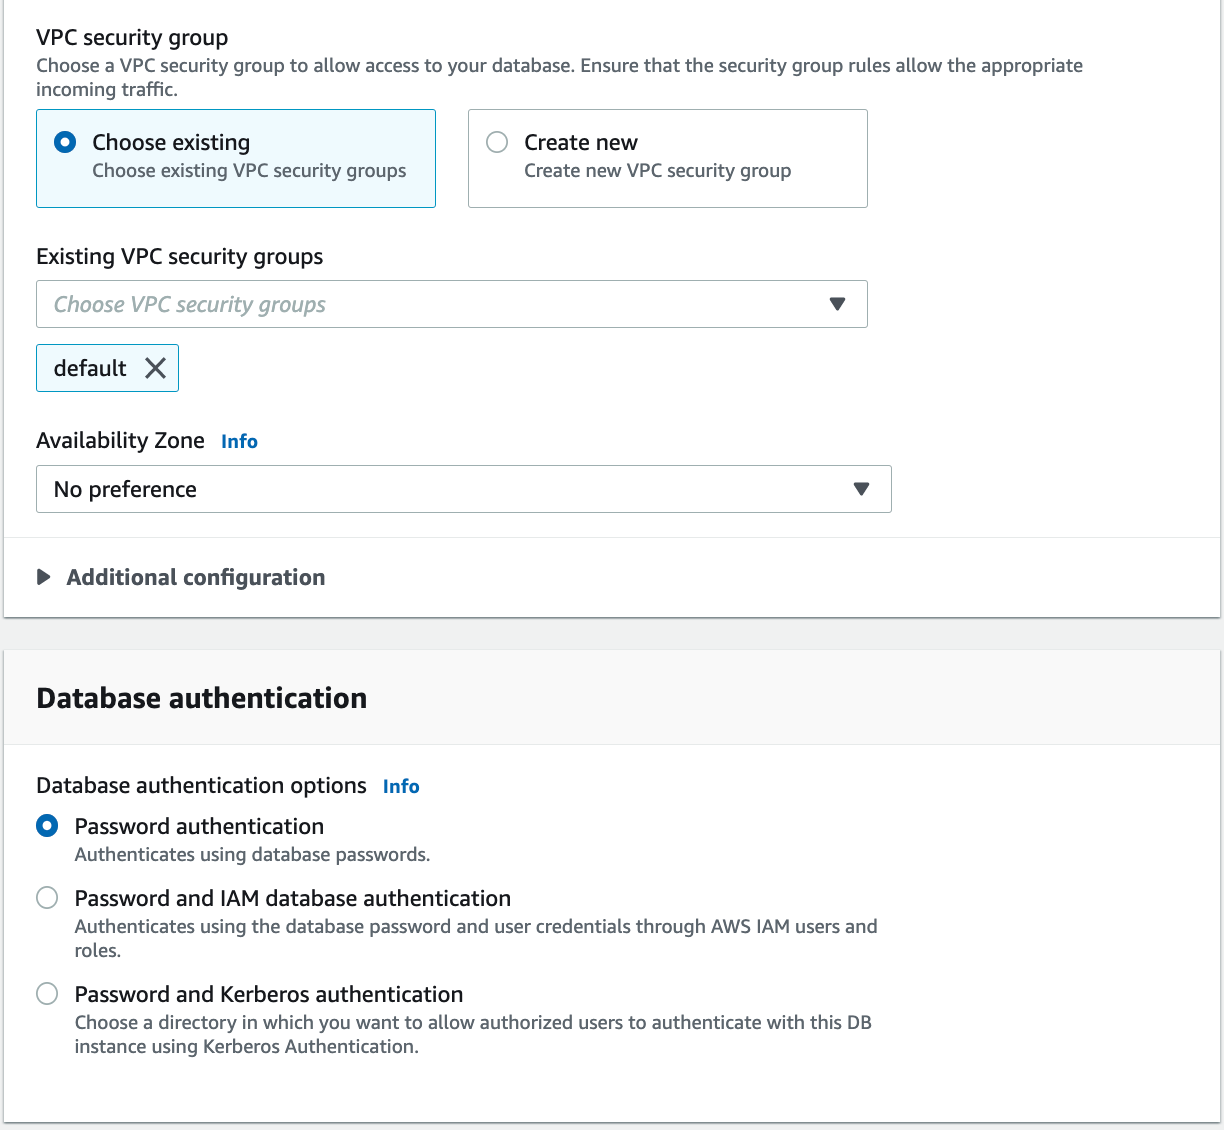 VPC security group
Choose a VPC security group to allow access to your database. Ensure that the security group rules allow the appropriate
incoming traffic.
Choose existing
Choose existing VPC security groups
Create new
Create new VPC security group
Existing VPC security groups
Choose VPC security groups
default
Availability Zone Info
No preference
Additional configuration
Database authentication
Database authentication options Info
Password authentication
Authenticates using database passwords.
Password and IAM database authentication
Authenticates using the database password and user credentials through AWS IAM users and
roles.
Password and Kerberos authentication
Choose a directory in which you want to allow authorized users to authenticate with this DB
instance using Kerberos Authentication.